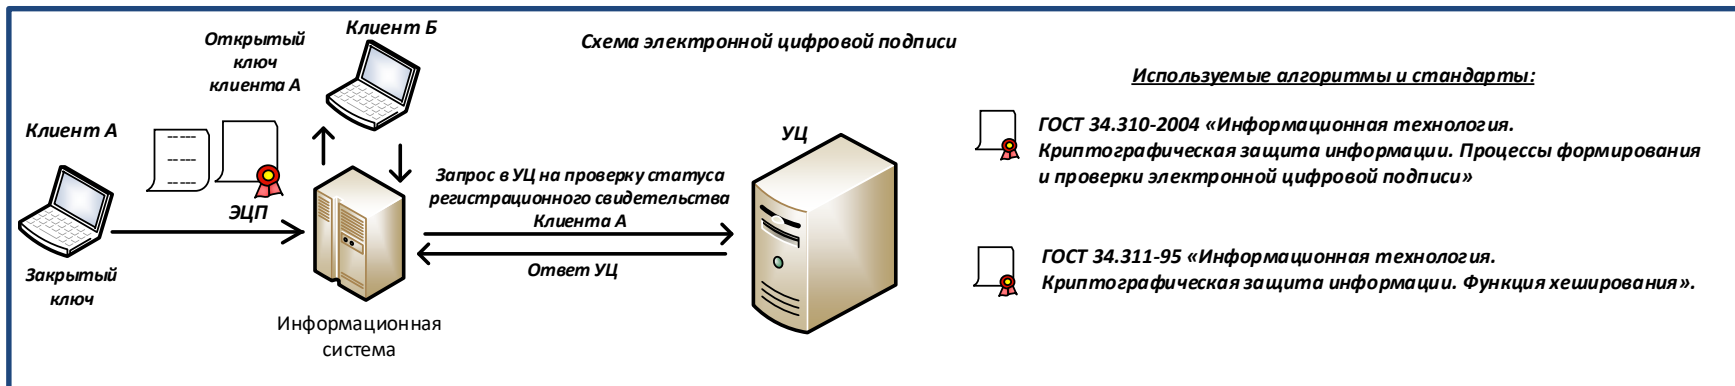 Схема электронной цифровой подписи
Клиент Б
Открытый
ключ
клиента А
Клиент А
ЭЦП
Закрытый
ключ
Информационная
система
Запрос в УЦ на проверку статуса
регистрационного свидетельства
Клиента А
Ответ УЦ
УЦ
Используемые алгоритмы и стандарты:
ГОСТ 34.310-2004 «Информационная технология.
Криптографическая защита информации. Процессы формирования
и проверки электронной цифровой подписи»
ГОСТ 34.311-95 «Информационная технология.
Криптографическая защита информации. Функция хеширования».